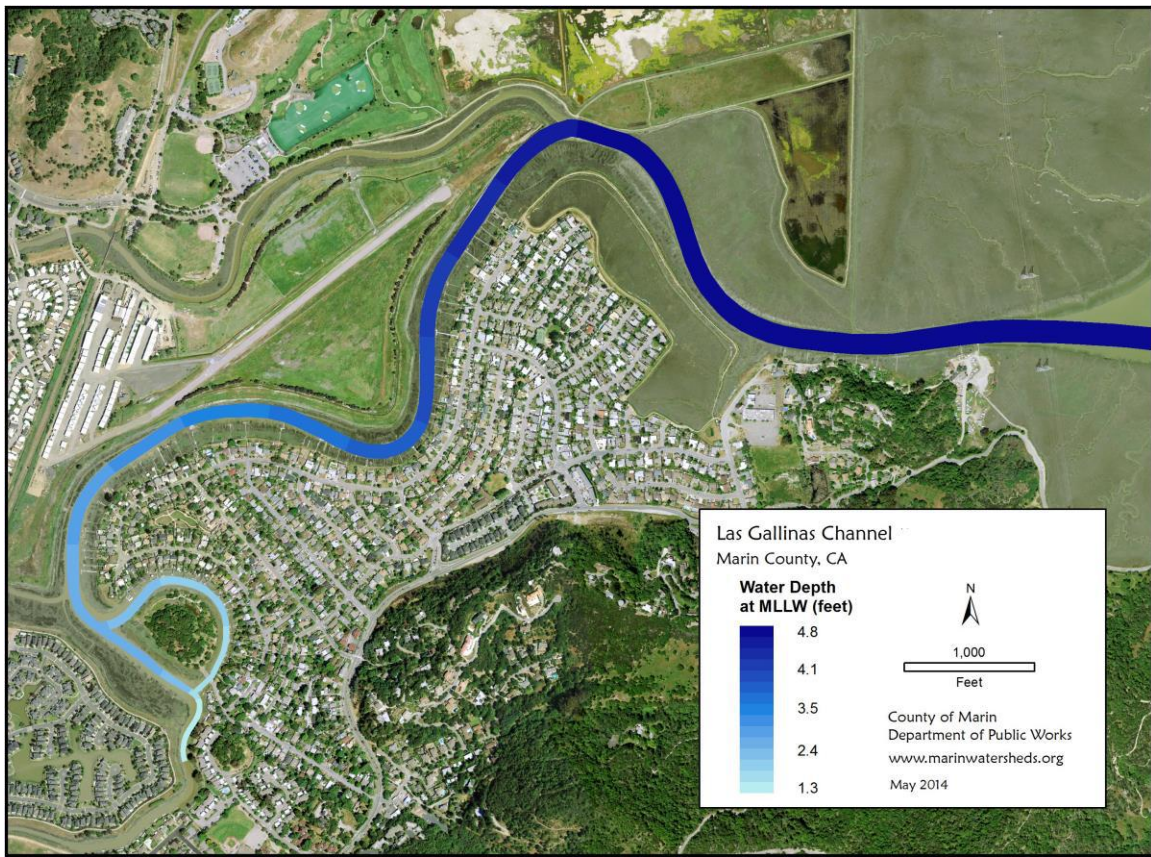 Las Gallinas Channel
Marin County, CA
Water Depth
at MLLW (feet)
4.8
4.1
3.5
2.4
1.3
N
1,000
Feet
County of Marin
Department of Public Works
www.marinwatersheds.org
May 2014